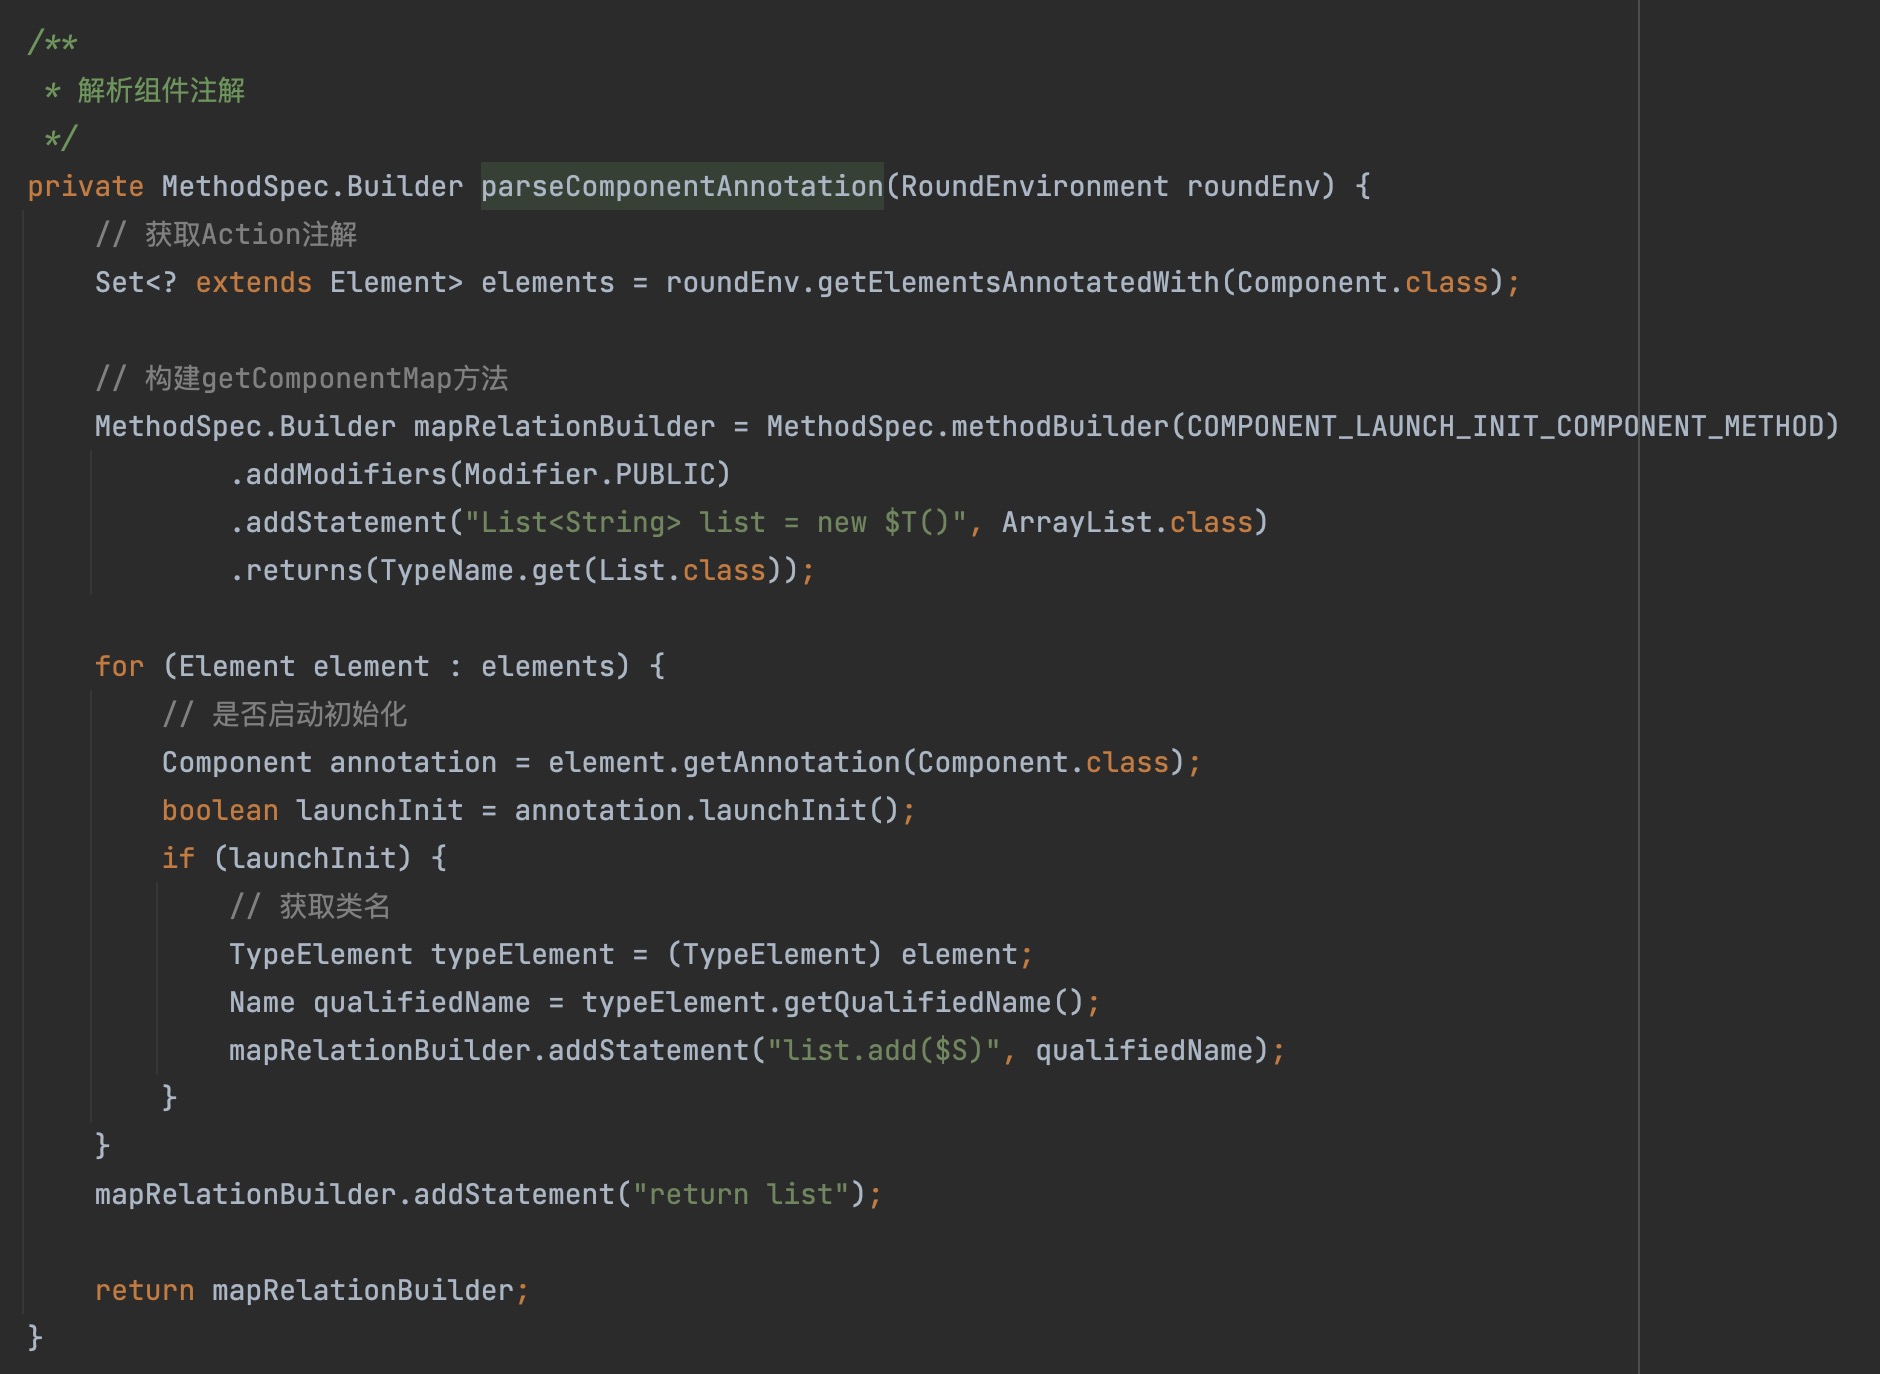 /**
 * 解析组件注解
 */
private MethodSpec.Builder parseComponentAnnotation(RoundEnvironment roundEnv) {
    // 获取Action注解
    Set<? extends Element> elements = roundEnv.getElementsAnnotatedWith(Component.class);

    // 构建getComponentMap方法
    MethodSpec.Builder mapRelationBuilder = MethodSpec.methodBuilder(COMPONENT_LAUNCH_INIT_COMPONENT_METHOD)
            .addModifiers(Modifier.PUBLIC)
            .addStatement("List<String> list = new $T()", ArrayList.class)
            .returns(TypeName.get(List.class));

    for (Element element : elements) {
        // 是否启动初始化
        Component annotation = element.getAnnotation(Component.class);
        boolean launchInit = annotation.launchInit();
        if (launchInit) {
            // 获取类名
            TypeElement typeElement = (TypeElement) element;
            Name qualifiedName = typeElement.getQualifiedName();
            mapRelationBuilder.addStatement("list.add($S)", qualifiedName);
        }
    }
    mapRelationBuilder.addStatement("return list");

    return mapRelationBuilder;
}